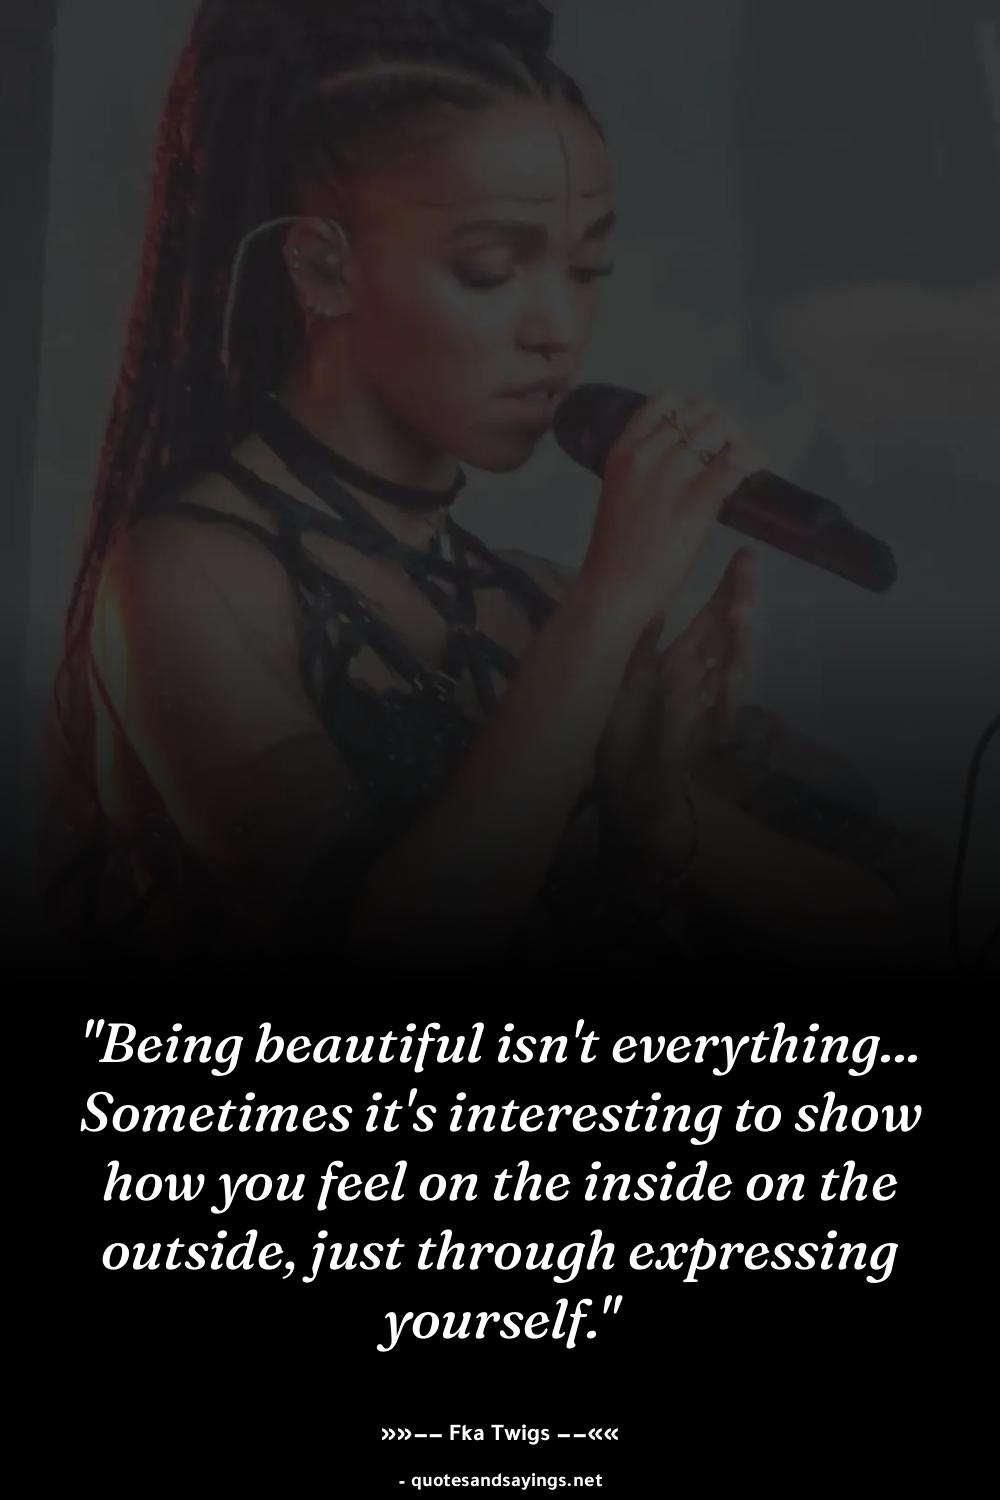 "Being beautiful isn't everything...
Sometimes it's interesting to show
how you feel on the inside on the
outside, just through expressing
yourself."
»»−− Fka Twigs −−««
- quotesandsayings.net